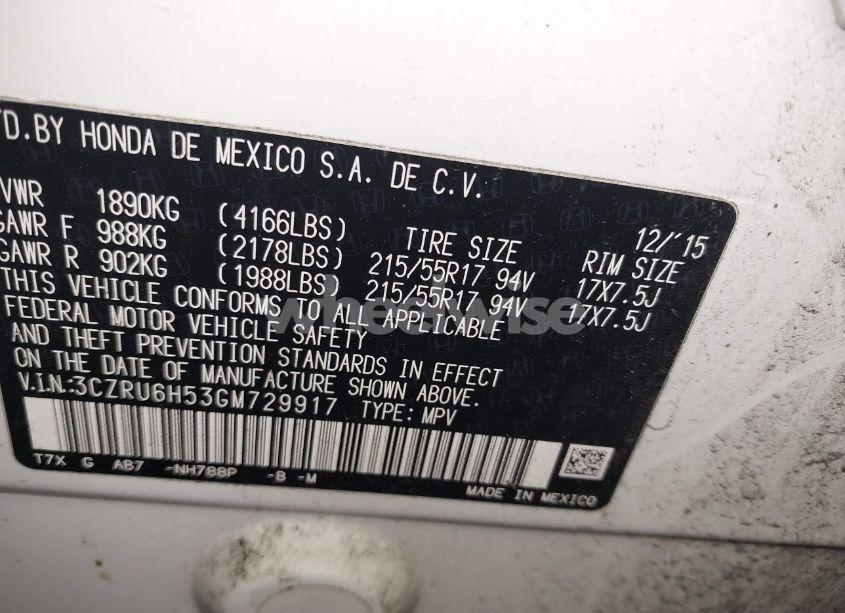 FD.BY HONDA DE MEXICO S.A. DE C.V.
VWR 1890KG (4166LBS) 12/'15
GAWR F 988KG (2178LBS) TIRE SIZE RIM SIZE
GAWR R 902KG (1988LBS) 215/55R17 94V 17X7.5J
215/55R17 94V 17X7.5J
THIS VEHICLE CONFORMS TO ALL APPLICABLE
FEDERAL MOTOR VEHICLE SAFETY
AND THEFT PREVENTION STANDARDS IN EFFECT
ON THE DATE OF MANUFACTURE SHOWN ABOVE.
V.I.N:3CZRU6H53GM729917 TYPE: MPV
T7X G AB7 -NH788P -B -M
MADE IN MEXICO
wheelwise